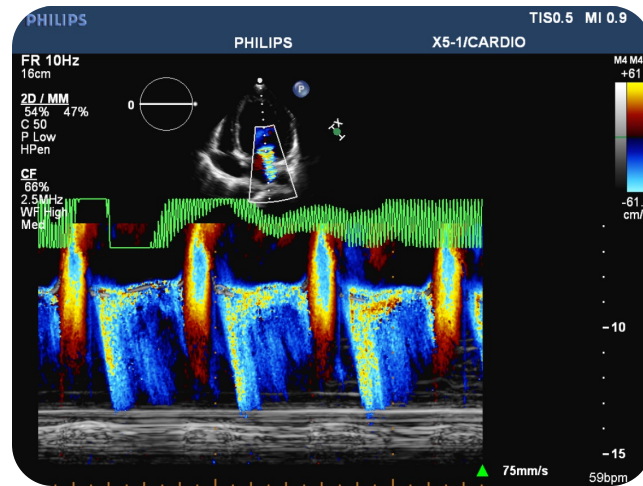 PHILIPS
TIS0.5 MI 0.9
PHILIPS X5-1/CARDIO
FR 10Hz
16cm
2D / MM
54% 47%
C 50
P Low
HPen
CF
66%
2.5MHz
WF High
Med
0
P
X
M4 M4
+61
-61.
cm/
-10
-15
75mm/s
59bpm